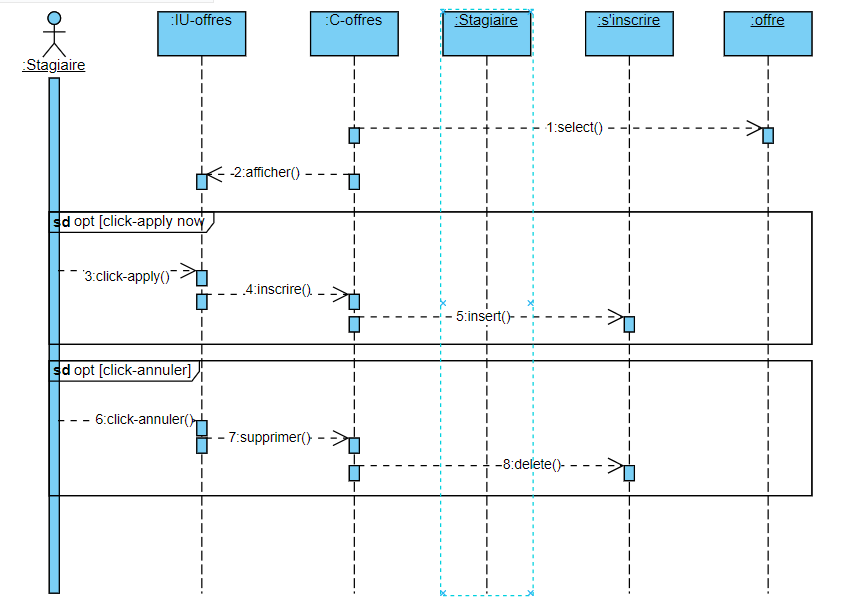 :Stagiaire
:IU-offres
:C-offres
:Stagiaire
:s'inscrire
:offre
1:select()
2:afficher()
sd opt [click-apply now
3:click-apply()
4:inscrire()
5:insert()
sd opt [click-annuler]
6:click-annuler()
7:supprimer()
8:delete()